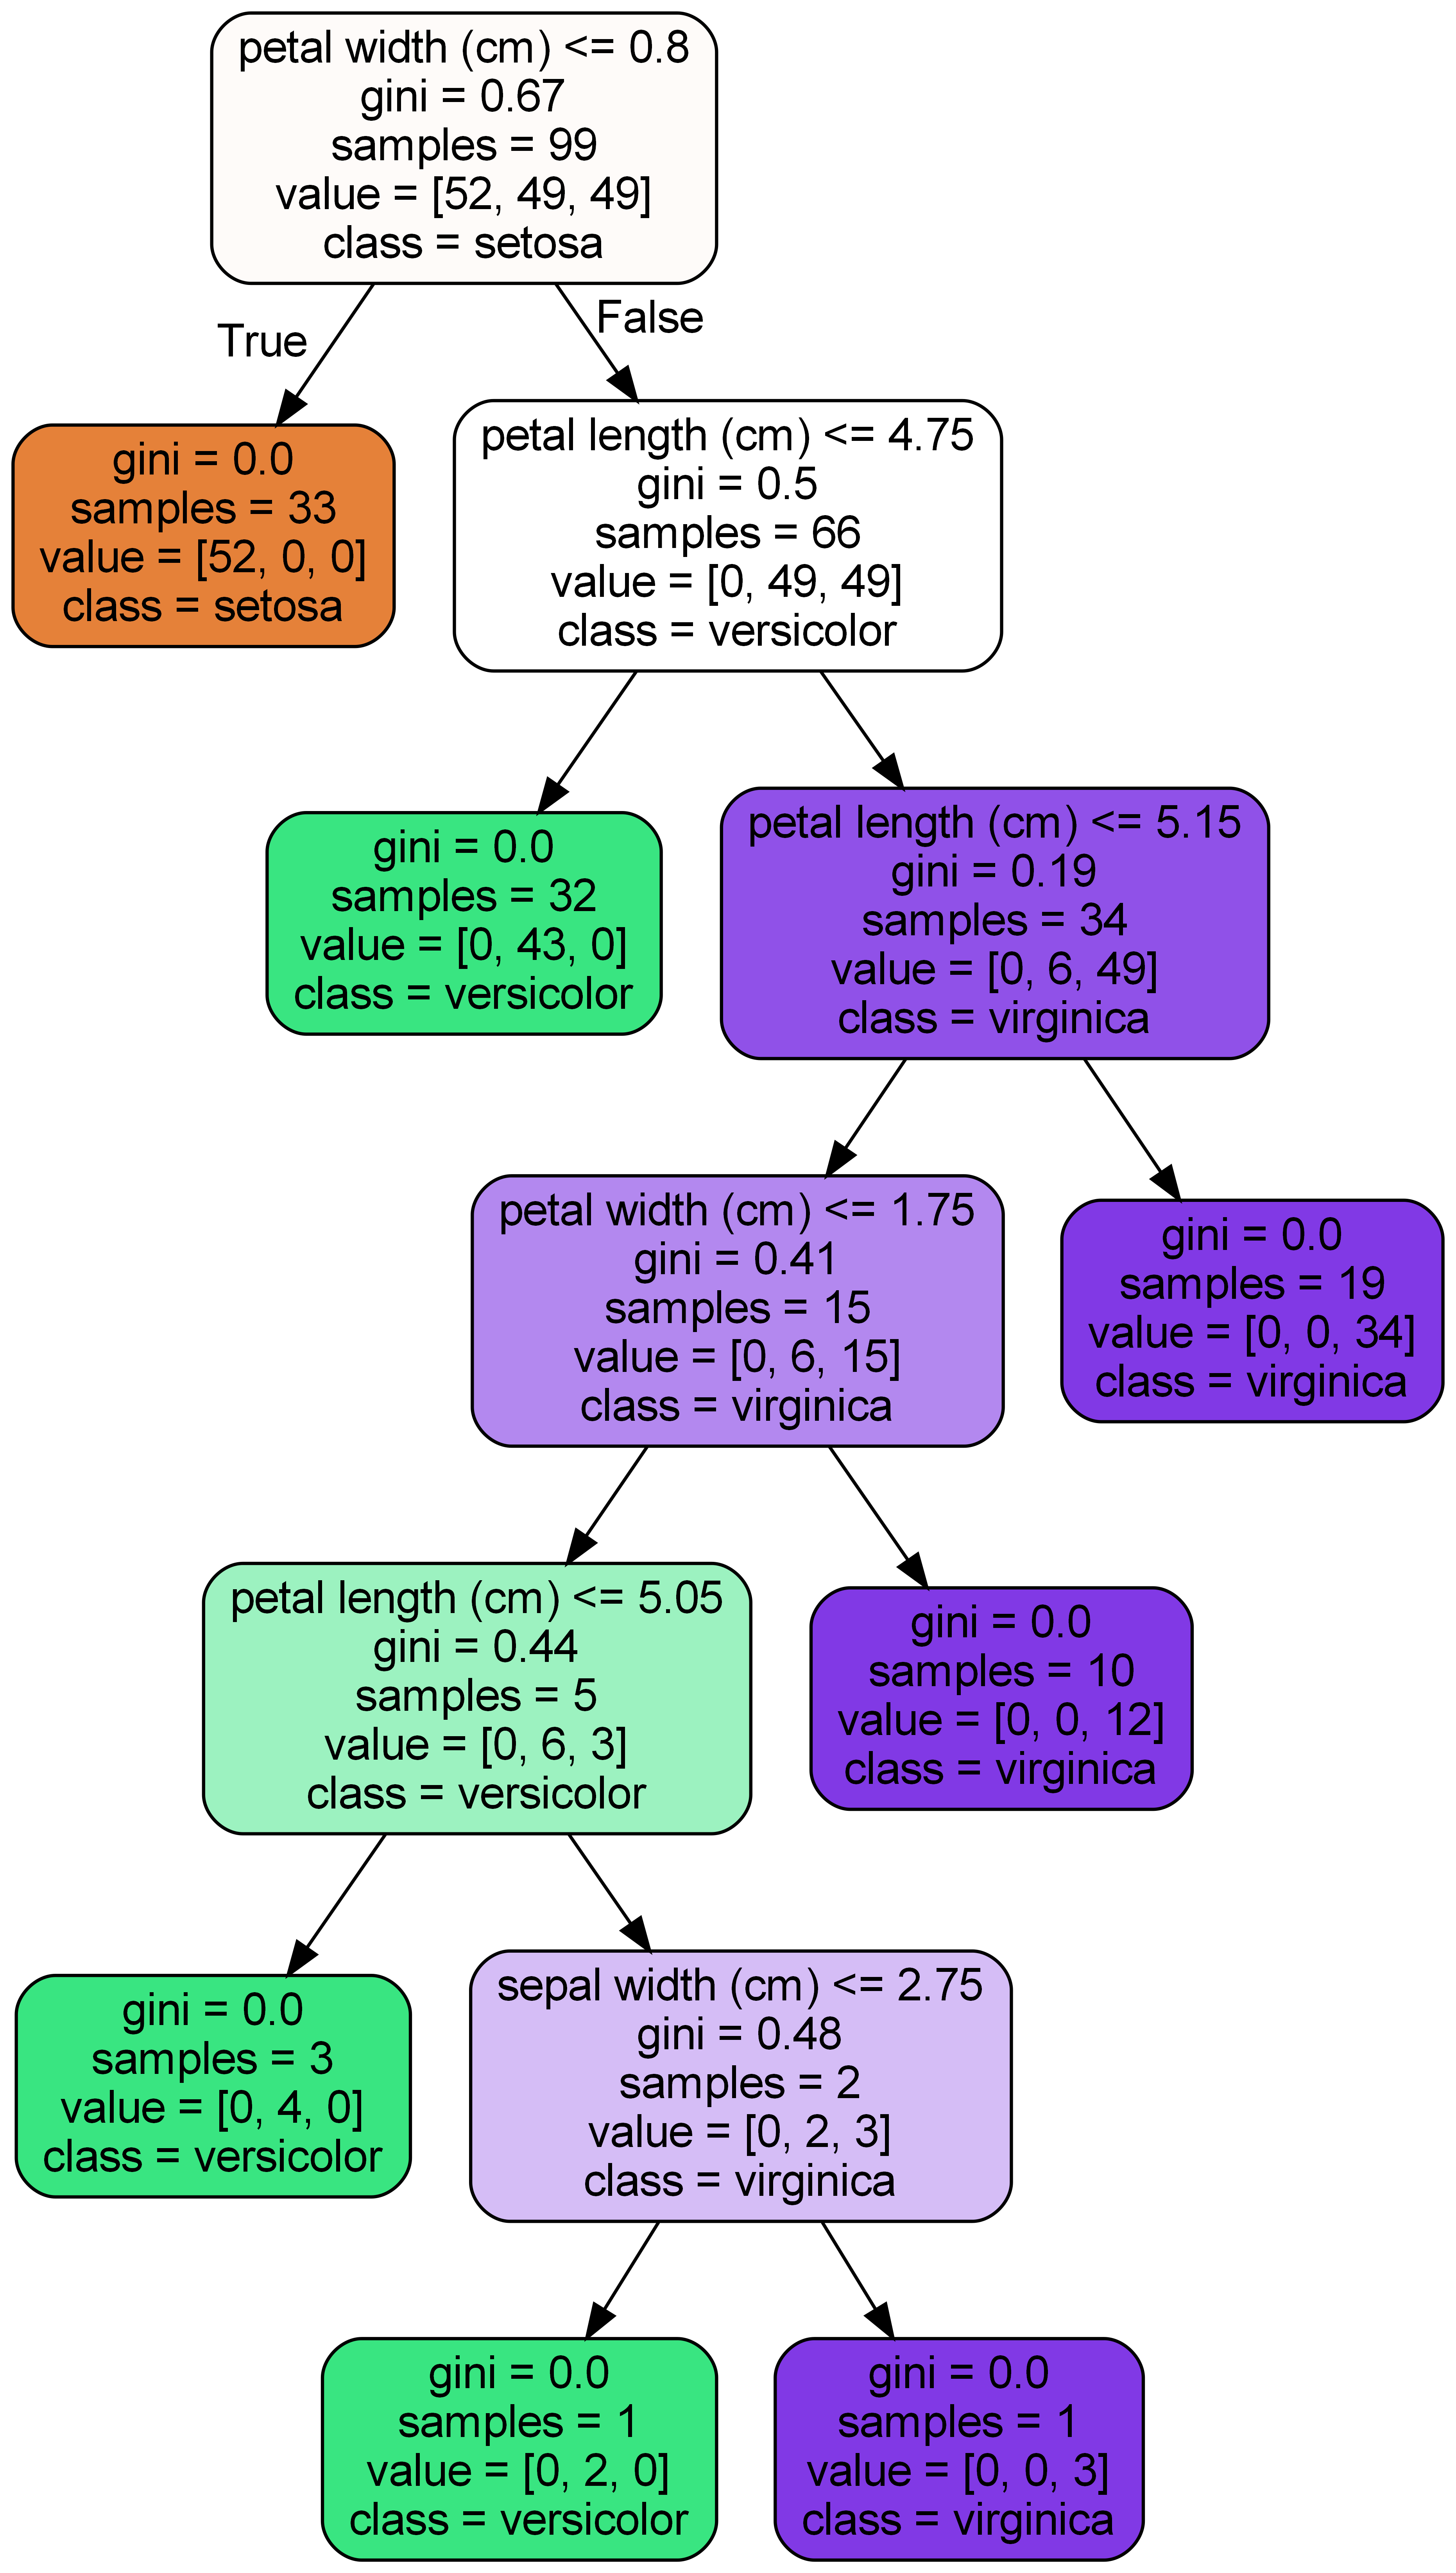 petal width (cm) <= 0.8
gini = 0.67
samples = 99
value = [52, 49, 49]
class = setosa
True
False
gini = 0.0
samples = 33
value = [52, 0, 0]
class = setosa
petal length (cm) <= 4.75
gini = 0.5
samples = 66
value = [0, 49, 49]
class = versicolor
gini = 0.0
samples = 32
value = [0, 43, 0]
class = versicolor
petal length (cm) <= 5.15
gini = 0.19
samples = 34
value = [0, 6, 49]
class = virginica
petal width (cm) <= 1.75
gini = 0.41
samples = 15
value = [0, 6, 15]
class = virginica
gini = 0.0
samples = 19
value = [0, 0, 34]
class = virginica
petal length (cm) <= 5.05
gini = 0.44
samples = 5
value = [0, 6, 3]
class = versicolor
gini = 0.0
samples = 10
value = [0, 0, 12]
class = virginica
gini = 0.0
samples = 3
value = [0, 4, 0]
class = versicolor
sepal width (cm) <= 2.75
gini = 0.48
samples = 2
value = [0, 2, 3]
class = virginica
gini = 0.0
samples = 1
value = [0, 2, 0]
class = versicolor
gini = 0.0
samples = 1
value = [0, 0, 3]
class = virginica